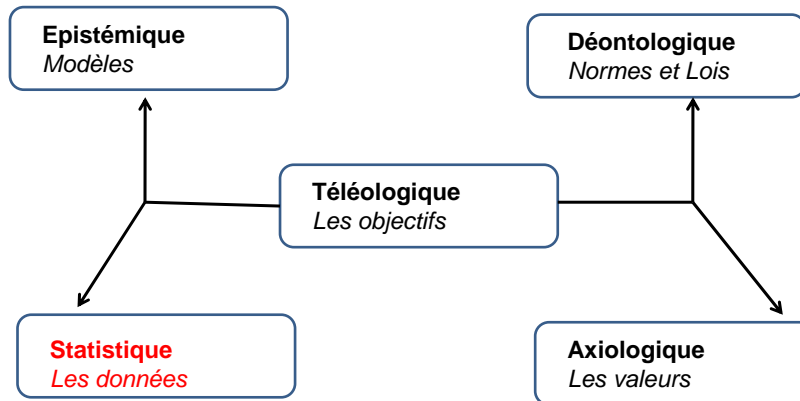 Epistémique
Modèles
Déontologique
Normes et Lois
Téléologique
Les objectifs
Statistique
Les données
Axiologique
Les valeurs